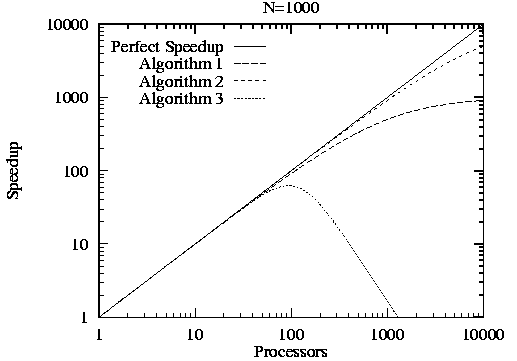 N=1000
10000
1000
100
10
1
Speedup
Perfect Speedup
Algorithm 1
Algorithm 2
Algorithm 3
1 10 100 1000 10000
Processors